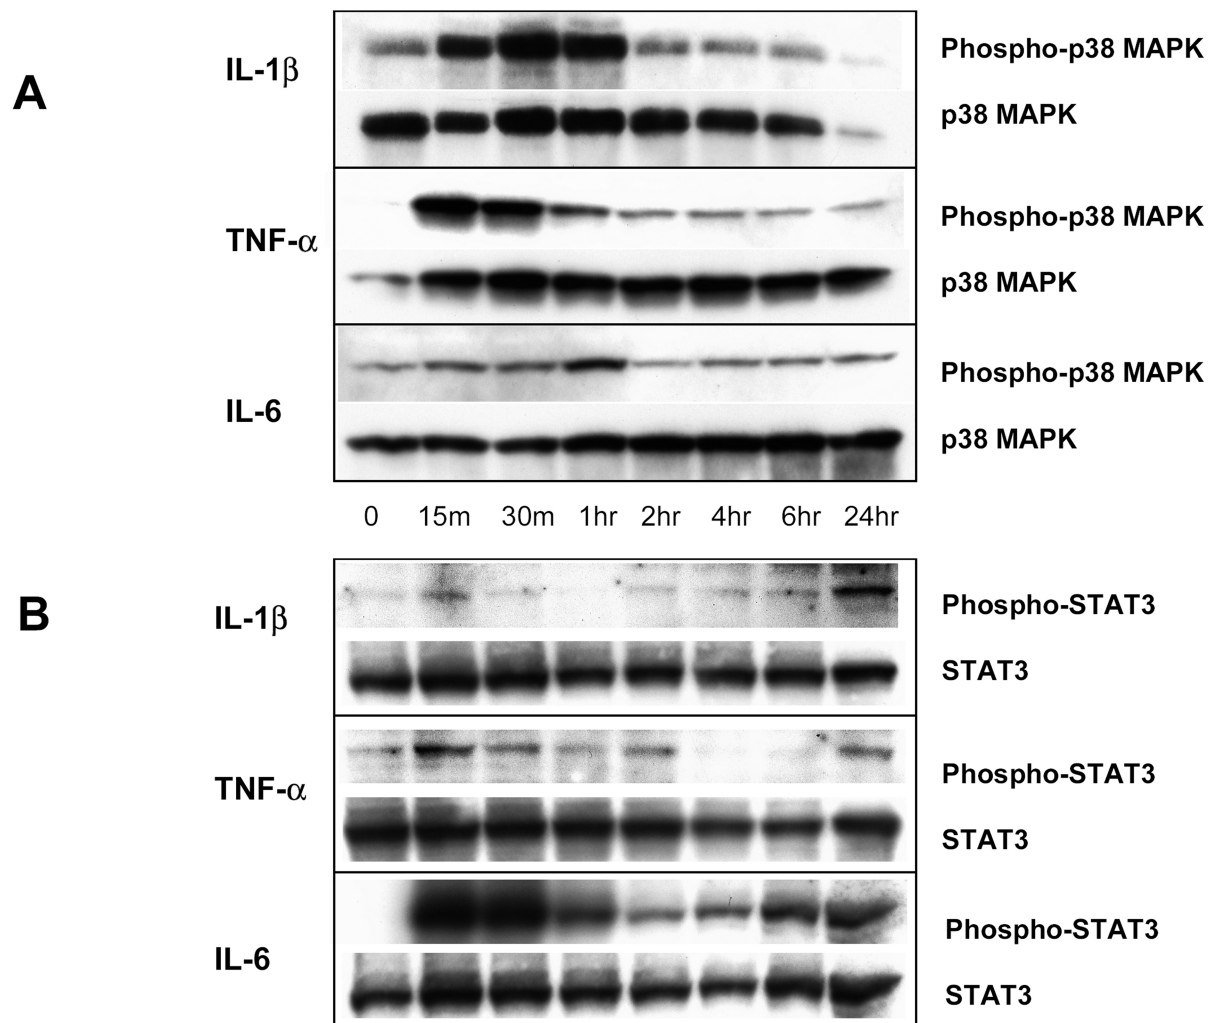 A
IL-1β
Phospho-p38 MAPK
p38 MAPK
TNF-α
Phospho-p38 MAPK
p38 MAPK
IL-6
Phospho-p38 MAPK
p38 MAPK
0 15m 30m 1hr 2hr 4hr 6hr 24hr
B
IL-1β
Phospho-STAT3
STAT3
TNF-α
Phospho-STAT3
STAT3
IL-6
Phospho-STAT3
STAT3